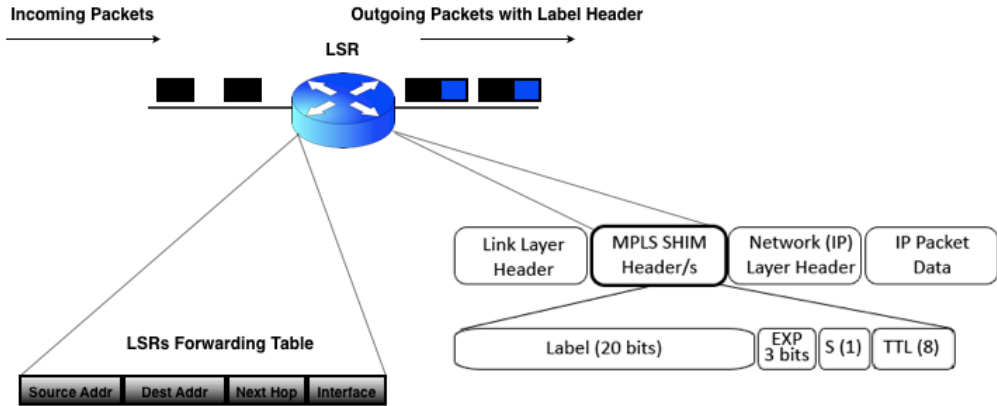 Incoming Packets
Outgoing Packets with Label Header
LSR
Link Layer
Header
MPLS SHIM
Header/s
Network (IP)
Layer Header
IP Packet
Data
LSRs Forwarding Table
Label (20 bits)
EXP
3 bits
S (1)
TTL (8)
Source Addr
Dest Addr
Next Hop
Interface